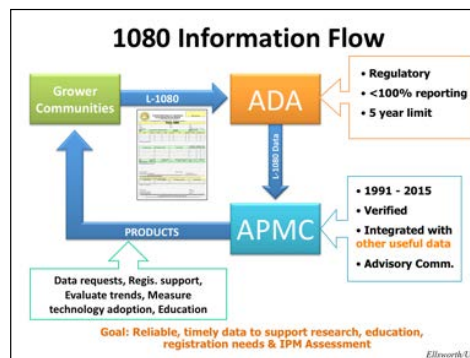 1080 Information Flow
Grower
Communities
L-1080
ADA
• Regulatory
• <100% reporting
• 5 year limit
L-1080 Data
• 1991 - 2015
• Verified
• Integrated with
other useful data
• Advisory Comm.
APMC
PRODUCTS
Data requests, Regis. support,
Evaluate trends, Measure
technology adoption, Education
Goal: Reliable, timely data to support research, education,
registration needs & IPM Assessment
Ellsworth/U